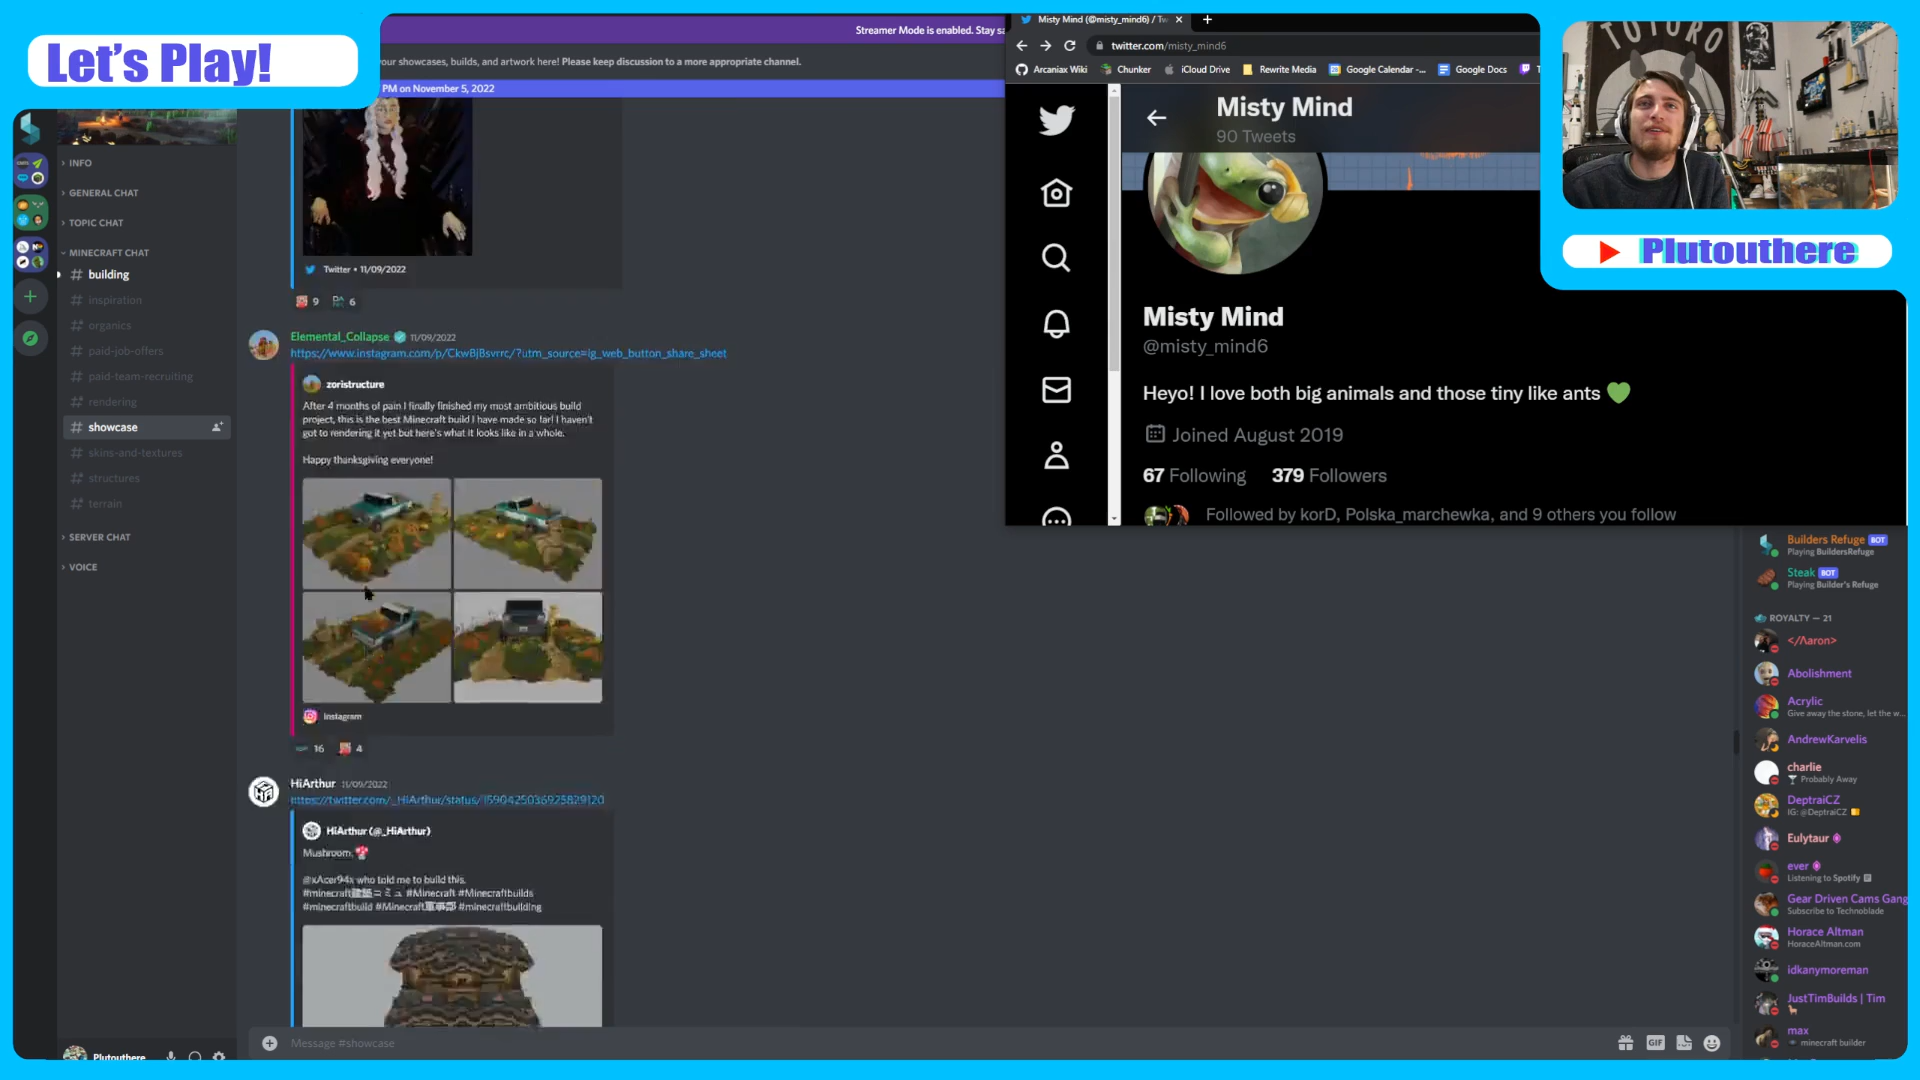 Let's Play!
Streamer Mode is enabled. Stay sa
our showcases, builds, and artwork here! Please keep discussion to a more appropriate channel.
PM on November 5, 2022
INFO
GENERAL CHAT
TOPIC CHAT
MINECRAFT CHAT
# building
# inspiration
# organics
# paid-job-offers
# paid-team-recruiting
# rendering
# showcase
# skins-and-textures
# structures
# terrain
SERVER CHAT
VOICE
Plutouthere
Twitter • 11/09/2022
9
6
Elemental_Collapse 11/09/2022
https://www.instagram.com/p/CkwBjBsvrrc/?utm_source=ig_web_button_share_sheet
zoristructure
After 4 months of pain I finally finished my most ambitious build
project, this is the best Minecraft build I have made so far! I haven't
got to rendering it yet but here's what it looks like in a whole.
Happy thanksgiving everyone!
Instagram
16
4
HiArthur 11/09/2022
https://twitter.com/_HiArthur/status/1590425036925829120
HiArthur (@_HiArthur)
Mushroom.
@xAcer94x who told me to build this.
#minecraft建築コミュ #Minecraft #Minecraftbuilds
#minecraftbuild #Minecraft軍事部 #minecraftbuilding
Message #showcase
GIF
Misty Mind (@misty_mind6) / Tw
twitter.com/misty_mind6
Arcaniax Wiki
Chunker
iCloud Drive
Rewrite Media
Google Calendar -...
Google Docs
Misty Mind
90 Tweets
Misty Mind
@misty_mind6
Heyo! I love both big animals and those tiny like ants
Joined August 2019
67 Following 379 Followers
Followed by korD, Polska_marchewka, and 9 others you follow
TOTORO
Plutouthere
Builders Refuge BOT
Playing BuildersRefuge
Steak BOT
Playing Builder's Refuge
ROYALTY — 21
</Λaron>
Abolishment
Acrylic
Give away the stone, let the w...
AndrewKarvelis
charlie
Probably Away
DeptraiCZ
IG: @DeptraiCZ
Eulytaur
ever
Listening to Spotify
Gear Driven Cams Gang
Subscribe to Technoblade
Horace Altman
HoraceAltman.com
idkanymoreman
JustTimBuilds | Tim
max
minecraft builder